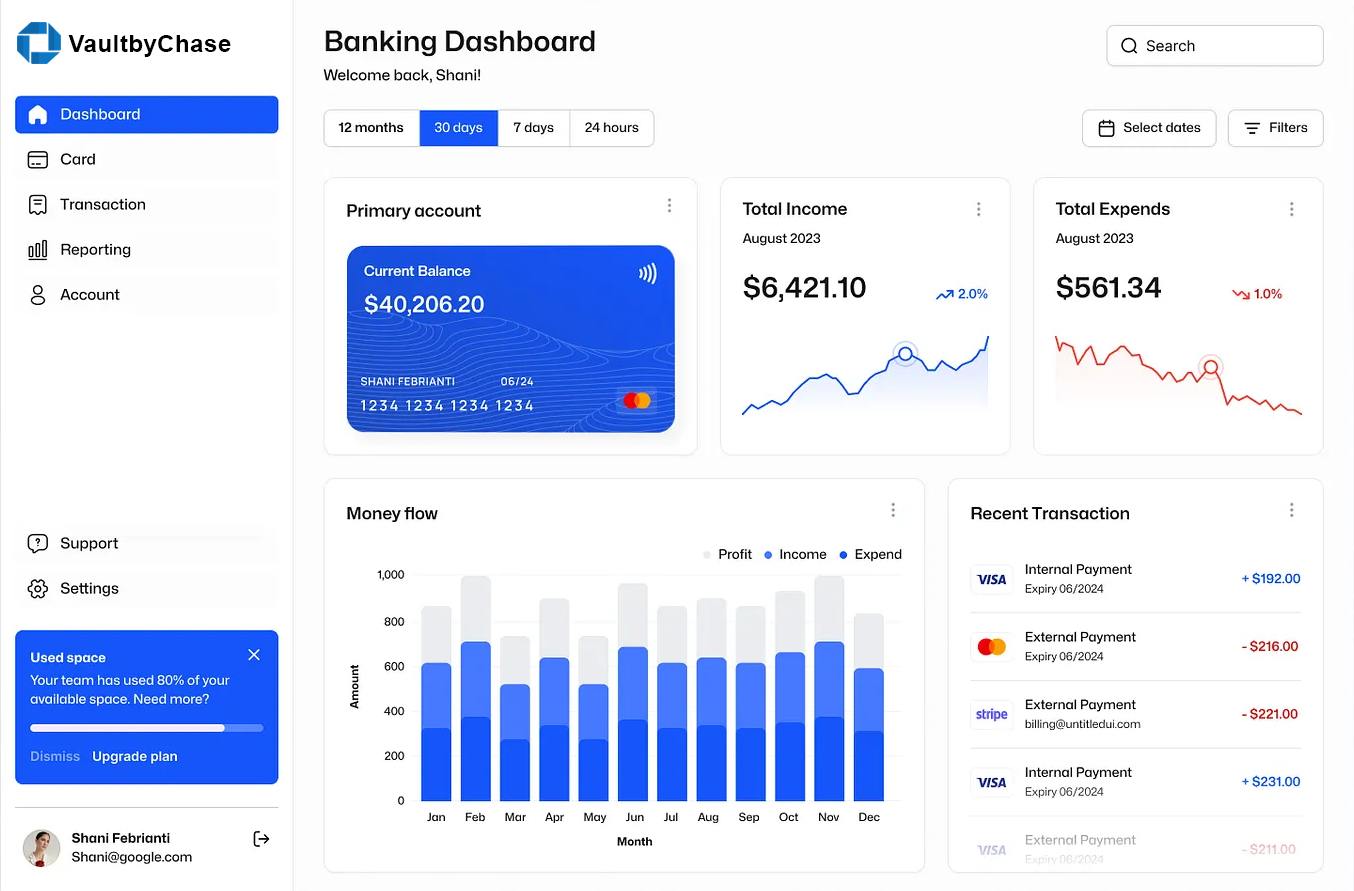 VaultbyChase
Dashboard
Card
Transaction
Reporting
Account
Support
Settings
Used space
Your team has used 80% of your
available space. Need more?
Dismiss Upgrade plan
Shani Febrianti
Shani@google.com
Banking Dashboard
Welcome back, Shani!
Search
12 months 30 days 7 days 24 hours
Select dates Filters
Primary account
Current Balance
$40,206.20
SHANI FEBRIANTI 06/24
1234 1234 1234 1234
Total Income
August 2023
$6,421.10 2.0%
Total Expends
August 2023
$561.34 1.0%
Money flow
Profit Income Expend
1,000
800
600
400
200
0
Amount
Jan Feb Mar Apr May Jun Jul Aug Sep Oct Nov Dec
Month
Recent Transaction
VISA Internal Payment + $192.00
Expiry 06/2024
External Payment - $216.00
Expiry 06/2024
stripe External Payment - $221.00
billing@untitledui.com
VISA Internal Payment + $231.00
Expiry 06/2024
VISA External Payment - $211.00
Expiry 06/2024